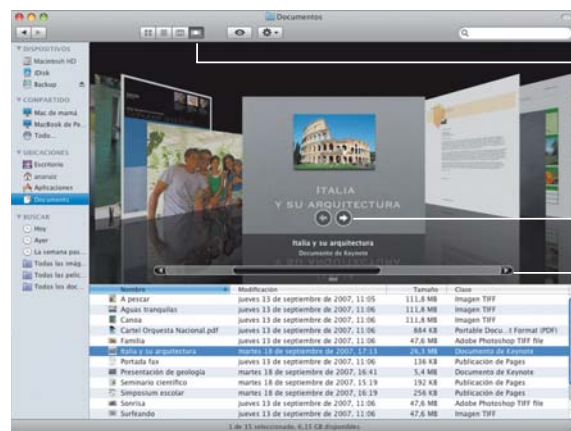 Documentos
DISPOSITIVOS
Macintosh HD
iDisk
Backup
COMPARTIDO
Mac de mamá
MacBook de Pe...
Todo...
UBICACIONES
Escritorio
anaruiz
Aplicaciones
Documents
BUSCAR
Hoy
Ayer
La semana pas...
Todas las imág...
Todas las pelíc...
Todos los doc...
ITALIA
Y SU ARQUITECTURA
Italia y su arquitectura
Documento de Keynote
Nombre Modificación Tamaño Clase
A pescar jueves 13 de septiembre de 2007, 11:05 111,8 MB Imagen TIFF
Aguas tranquilas jueves 13 de septiembre de 2007, 11:06 111,8 MB Imagen TIFF
Canoa jueves 13 de septiembre de 2007, 11:06 111,8 MB Imagen TIFF
Cartel Orquesta Nacional.pdf jueves 13 de septiembre de 2007, 11:06 884 KB Portable Docu...t Format (PDF)
Familia jueves 13 de septiembre de 2007, 11:06 47,6 MB Adobe Photoshop TIFF file
Italia y su arquitectura martes 18 de septiembre de 2007, 17:13 26,3 MB Documento de Keynote
Portada fax jueves 13 de septiembre de 2007, 11:06 136 KB Publicación de Pages
Presentación de geología martes 18 de septiembre de 2007, 16:41 5,4 MB Documento de Keynote
Seminario científico martes 18 de septiembre de 2007, 15:19 192 KB Publicación de Pages
Simposium escolar martes 18 de septiembre de 2007, 16:19 256 KB Publicación de Pages
Sonrisa jueves 13 de septiembre de 2007, 11:06 47,6 MB Adobe Photoshop TIFF file
Surfeando jueves 13 de septiembre de 2007, 11:06 47,6 MB Imagen TIFF
1 de 15 seleccionado, 6,15 GB disponibles